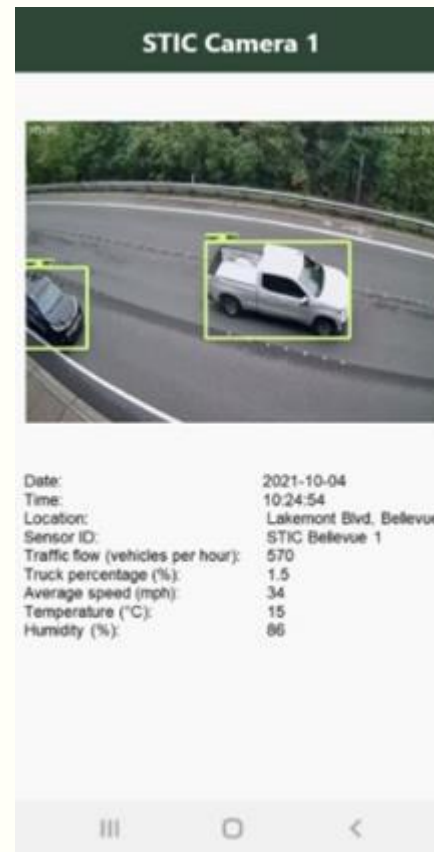 STIC Camera 1
Date: 2021-10-04
Time: 10:24:54
Location: Lakemont Blvd, Bellevue
Sensor ID: STIC Bellevue 1
Traffic flow (vehicles per hour): 570
Truck percentage (%): 1.5
Average speed (mph): 34
Temperature (°C): 15
Humidity (%): 86